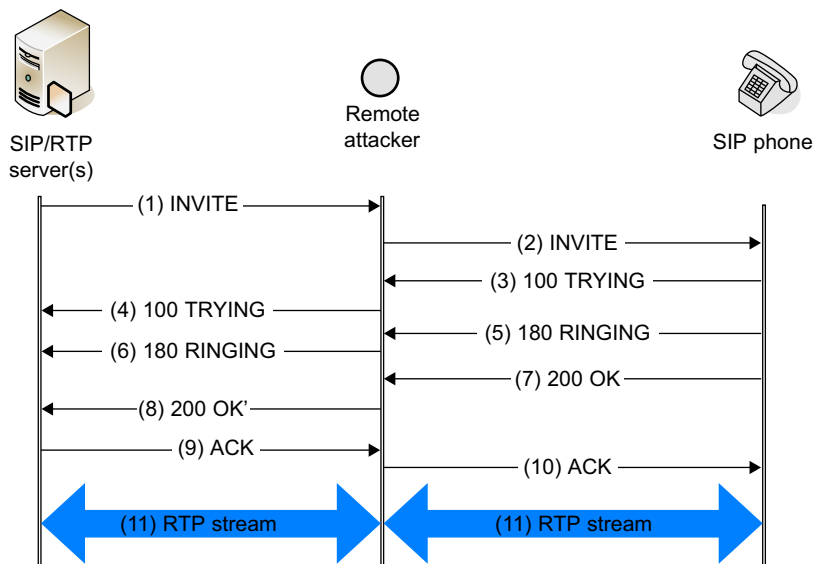 SIP/RTP
server(s)
Remote
attacker
SIP phone
(1) INVITE
(2) INVITE
(3) 100 TRYING
(4) 100 TRYING
(5) 180 RINGING
(6) 180 RINGING
(7) 200 OK
(8) 200 OK’
(9) ACK
(10) ACK
(11) RTP stream
(11) RTP stream